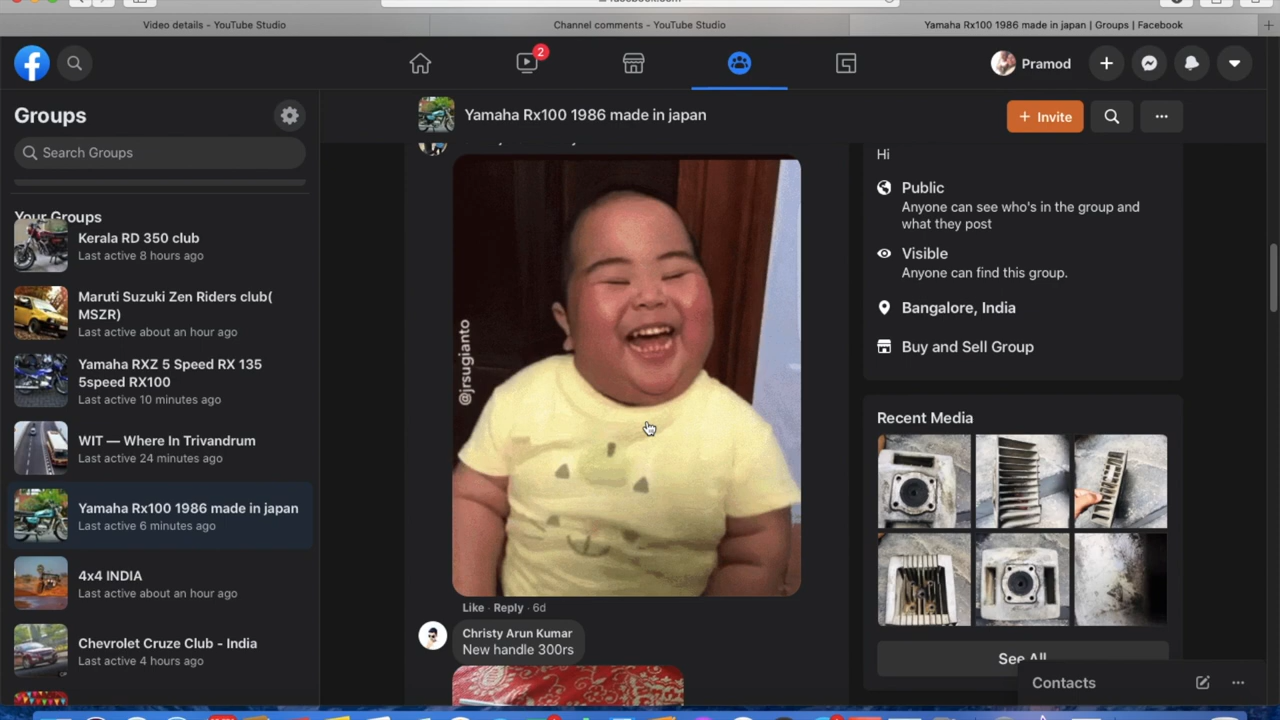 Video details - YouTube Studio
Channel comments - YouTube Studio
Yamaha Rx100 1986 made in japan | Groups | Facebook
2
Pramod
Groups
Search Groups
Your Groups
Kerala RD 350 club
Last active 8 hours ago
Maruti Suzuki Zen Riders club(
MSZR)
Last active about an hour ago
Yamaha RXZ 5 Speed RX 135
5speed RX100
Last active 10 minutes ago
WIT — Where In Trivandrum
Last active 24 minutes ago
Yamaha Rx100 1986 made in japan
Last active 6 minutes ago
4x4 INDIA
Last active about an hour ago
Chevrolet Cruze Club - India
Last active 4 hours ago
Yamaha Rx100 1986 made in japan
+ Invite
@jrsugianto
Like · Reply · 6d
Christy Arun Kumar
New handle 300rs
Hi
Public
Anyone can see who's in the group and
what they post
Visible
Anyone can find this group.
Bangalore, India
Buy and Sell Group
Recent Media
See All
Contacts